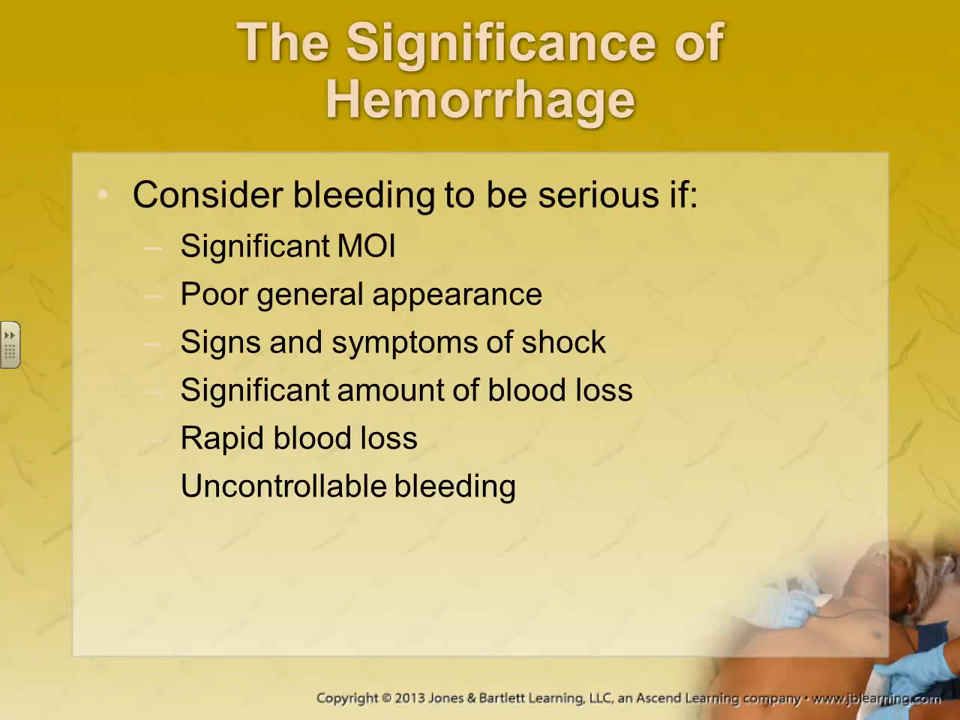 The Significance of
Hemorrhage
• Consider bleeding to be serious if:
– Significant MOI
– Poor general appearance
– Signs and symptoms of shock
– Significant amount of blood loss
– Rapid blood loss
Uncontrollable bleeding
Copyright © 2013 Jones & Bartlett Learning, LLC, an Ascend Learning company • www.jblearning.com